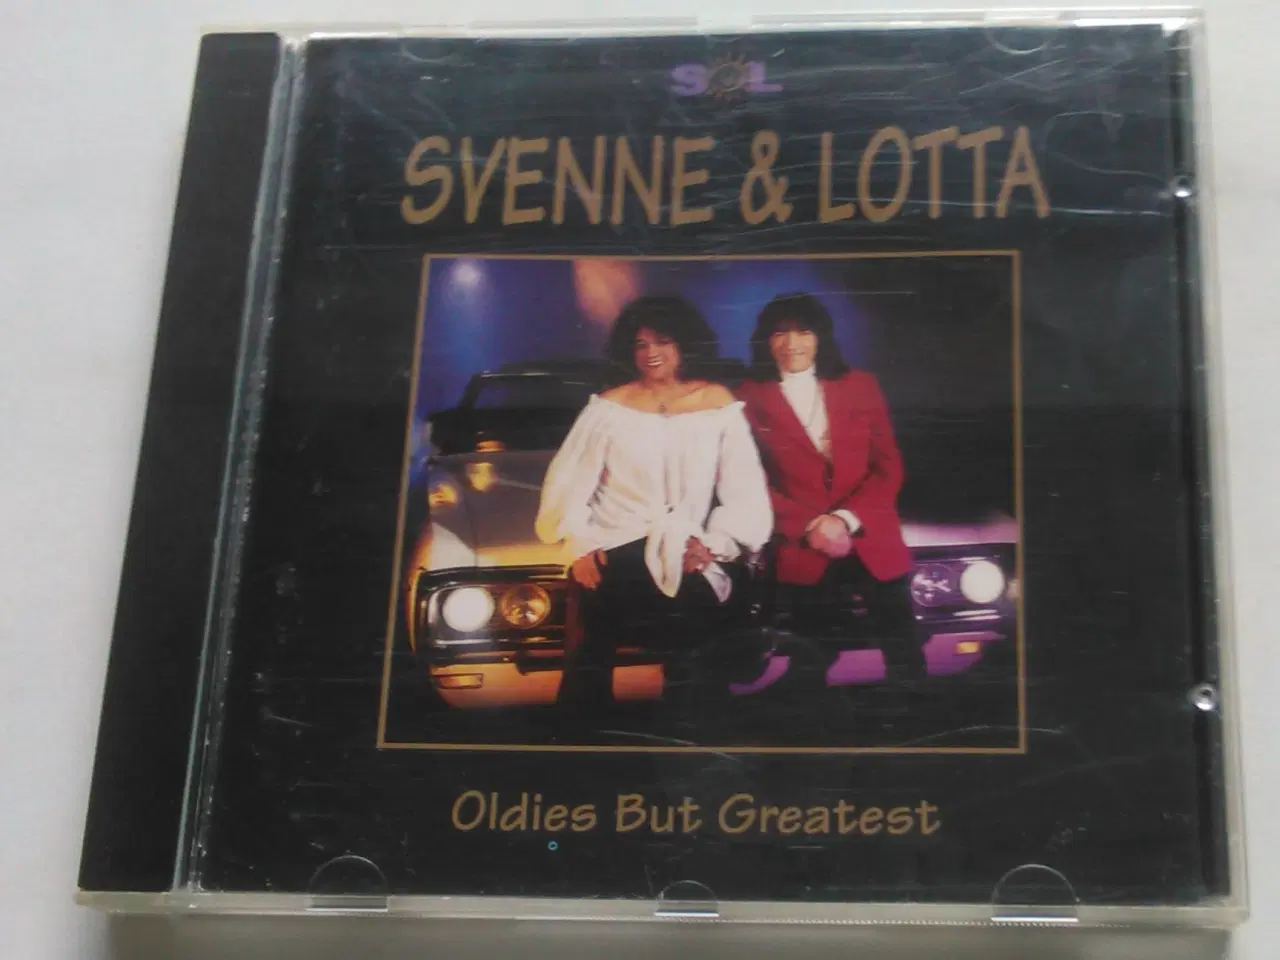 SOL
SVENNE & LOTTA
Oldies But Greatest